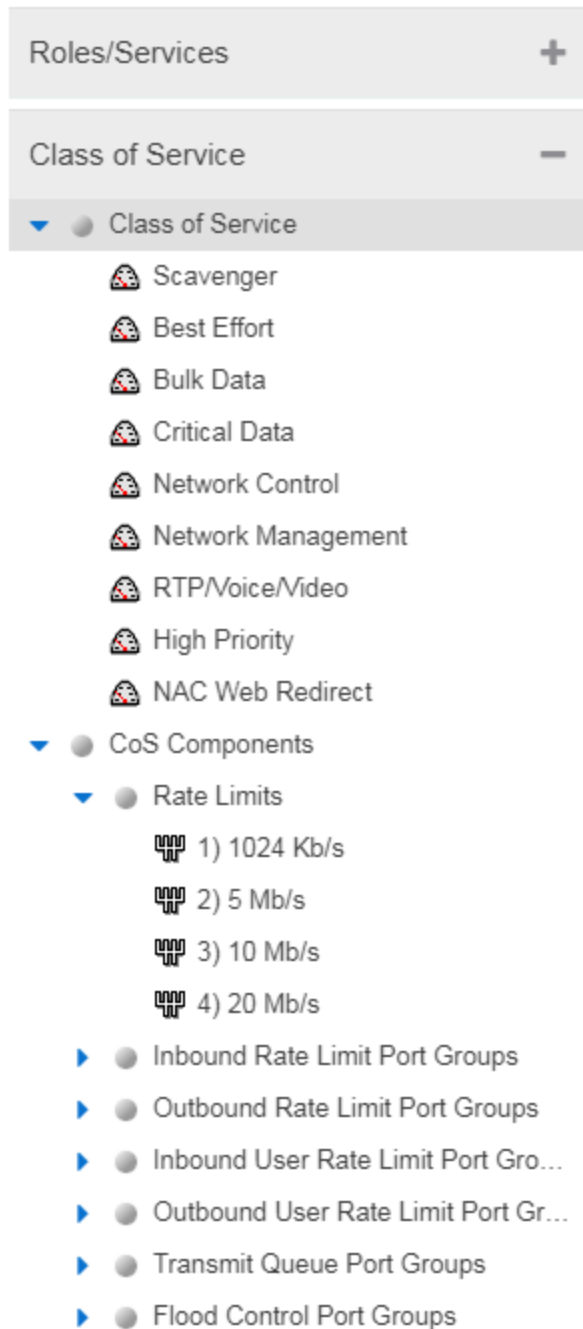 Roles/Services
Class of Service
Class of Service
Scavenger
Best Effort
Bulk Data
Critical Data
Network Control
Network Management
RTP/Voice/Video
High Priority
NAC Web Redirect
CoS Components
Rate Limits
1) 1024 Kb/s
2) 5 Mb/s
3) 10 Mb/s
4) 20 Mb/s
Inbound Rate Limit Port Groups
Outbound Rate Limit Port Groups
Inbound User Rate Limit Port Gro...
Outbound User Rate Limit Port Gr...
Transmit Queue Port Groups
Flood Control Port Groups